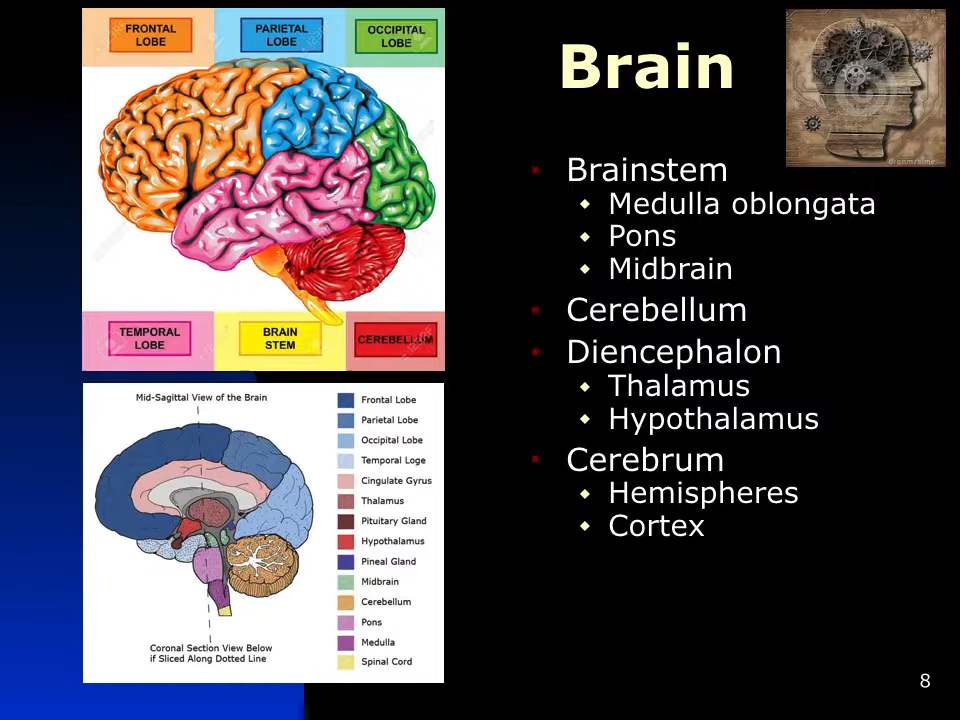 FRONTAL
LOBE
PARIETAL
LOBE
OCCIPITAL
LOBE
TEMPORAL
LOBE
BRAIN
STEM
CEREBELLUM
Mid-Sagittal View of the Brain
Frontal Lobe
Parietal Lobe
Occipital Lobe
Temporal Loge
Cingulate Gyrus
Thalamus
Pituitary Gland
Hypothalamus
Pineal Gland
Midbrain
Cerebellum
Pons
Medulla
Spinal Cord
Coronal Section View Below
if Sliced Along Dotted Line
Brain
dreamstime
Brainstem
Medulla oblongata
Pons
Midbrain
Cerebellum
Diencephalon
Thalamus
Hypothalamus
Cerebrum
Hemispheres
Cortex
8